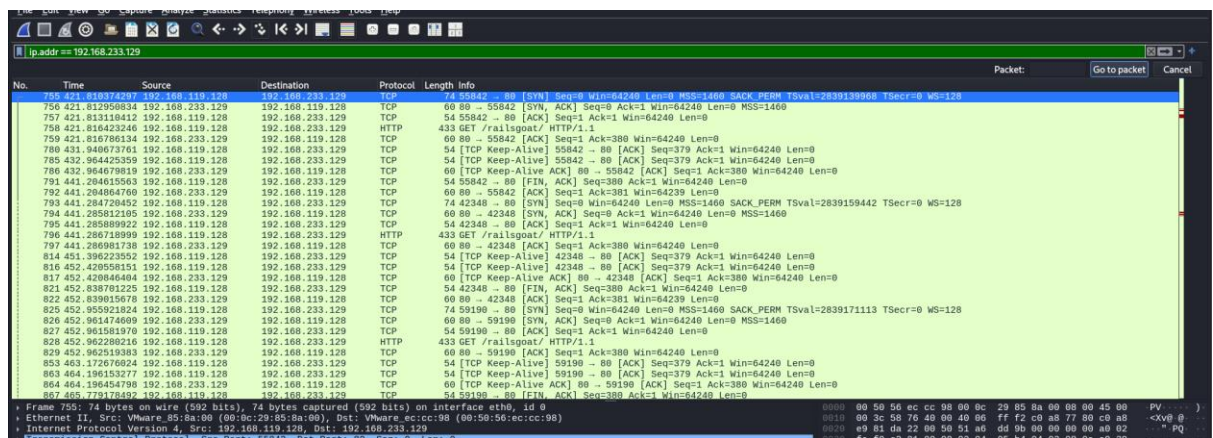 File Edit View Go Capture Analyze Statistics Telephony Wireless Tools Help
ip.addr == 192.168.233.129
Packet: Go to packet Cancel
No. Time Source Destination Protocol Length Info
755 421.810374297 192.168.119.128 192.168.233.129 TCP 74 55842 → 80 [SYN] Seq=0 Win=64240 Len=0 MSS=1460 SACK_PERM TSval=2839139968 TSecr=0 WS=128
756 421.812950834 192.168.233.129 192.168.119.128 TCP 60 80 → 55842 [SYN, ACK] Seq=0 Ack=1 Win=64240 Len=0 MSS=1460
757 421.813110412 192.168.119.128 192.168.233.129 TCP 54 55842 → 80 [ACK] Seq=1 Ack=1 Win=64240 Len=0
758 421.816423246 192.168.119.128 192.168.233.129 HTTP 433 GET /railsgoat/ HTTP/1.1
759 421.816786134 192.168.233.129 192.168.119.128 TCP 60 80 → 55842 [ACK] Seq=1 Ack=380 Win=64240 Len=0
780 431.940673761 192.168.119.128 192.168.233.129 TCP 54 [TCP Keep-Alive] 55842 → 80 [ACK] Seq=379 Ack=1 Win=64240 Len=0
785 432.964425359 192.168.119.128 192.168.233.129 TCP 54 [TCP Keep-Alive] 55842 → 80 [ACK] Seq=379 Ack=1 Win=64240 Len=0
786 432.964679819 192.168.233.129 192.168.119.128 TCP 60 [TCP Keep-Alive ACK] 80 → 55842 [ACK] Seq=1 Ack=380 Win=64240 Len=0
791 441.204615563 192.168.119.128 192.168.233.129 TCP 54 55842 → 80 [FIN, ACK] Seq=380 Ack=1 Win=64240 Len=0
792 441.204864760 192.168.233.129 192.168.119.128 TCP 60 80 → 55842 [ACK] Seq=1 Ack=381 Win=64239 Len=0
793 441.284720452 192.168.119.128 192.168.233.129 TCP 74 42348 → 80 [SYN] Seq=0 Win=64240 Len=0 MSS=1460 SACK_PERM TSval=2839159442 TSecr=0 WS=128
794 441.285812105 192.168.233.129 192.168.119.128 TCP 60 80 → 42348 [SYN, ACK] Seq=0 Ack=1 Win=64240 Len=0 MSS=1460
795 441.285889922 192.168.119.128 192.168.233.129 TCP 54 42348 → 80 [ACK] Seq=1 Ack=1 Win=64240 Len=0
796 441.286718999 192.168.119.128 192.168.233.129 HTTP 433 GET /railsgoat/ HTTP/1.1
797 441.286981738 192.168.233.129 192.168.119.128 TCP 60 80 → 42348 [ACK] Seq=1 Ack=380 Win=64240 Len=0
814 451.396223552 192.168.119.128 192.168.233.129 TCP 54 [TCP Keep-Alive] 42348 → 80 [ACK] Seq=379 Ack=1 Win=64240 Len=0
816 452.420558151 192.168.119.128 192.168.233.129 TCP 54 [TCP Keep-Alive] 42348 → 80 [ACK] Seq=379 Ack=1 Win=64240 Len=0
817 452.420846404 192.168.233.129 192.168.119.128 TCP 60 [TCP Keep-Alive ACK] 80 → 42348 [ACK] Seq=1 Ack=380 Win=64240 Len=0
821 452.838701225 192.168.119.128 192.168.233.129 TCP 54 42348 → 80 [FIN, ACK] Seq=380 Ack=1 Win=64240 Len=0
822 452.839015678 192.168.233.129 192.168.119.128 TCP 60 80 → 42348 [ACK] Seq=1 Ack=381 Win=64239 Len=0
825 452.955921824 192.168.119.128 192.168.233.129 TCP 74 59190 → 80 [SYN] Seq=0 Win=64240 Len=0 MSS=1460 SACK_PERM TSval=2839171113 TSecr=0 WS=128
826 452.961474609 192.168.233.129 192.168.119.128 TCP 60 80 → 59190 [SYN, ACK] Seq=0 Ack=1 Win=64240 Len=0 MSS=1460
827 452.961581970 192.168.119.128 192.168.233.129 TCP 54 59190 → 80 [ACK] Seq=1 Ack=1 Win=64240 Len=0
828 452.962280216 192.168.119.128 192.168.233.129 HTTP 433 GET /railsgoat/ HTTP/1.1
829 452.962519383 192.168.233.129 192.168.119.128 TCP 60 80 → 59190 [ACK] Seq=1 Ack=380 Win=64240 Len=0
853 463.172676024 192.168.119.128 192.168.233.129 TCP 54 [TCP Keep-Alive] 59190 → 80 [ACK] Seq=379 Ack=1 Win=64240 Len=0
863 464.196153277 192.168.119.128 192.168.233.129 TCP 54 [TCP Keep-Alive] 59190 → 80 [ACK] Seq=379 Ack=1 Win=64240 Len=0
864 464.196454798 192.168.233.129 192.168.119.128 TCP 60 [TCP Keep-Alive ACK] 80 → 59190 [ACK] Seq=1 Ack=380 Win=64240 Len=0
867 465.779178492 192.168.119.128 192.168.233.129 TCP 54 59190 → 80 [FIN, ACK] Seq=380 Ack=1 Win=64240 Len=0
Frame 755: 74 bytes on wire (592 bits), 74 bytes captured (592 bits) on interface eth0, id 0
Ethernet II, Src: VMware_85:8a:00 (00:0c:29:85:8a:00), Dst: VMware_ec:cc:98 (00:50:56:ec:cc:98)
Internet Protocol Version 4, Src: 192.168.119.128, Dst: 192.168.233.129
0000 00 50 56 ec cc 98 00 0c 29 85 8a 00 08 00 45 00 ·PV·····)
0010 00 3c 58 76 40 00 40 06 ff f2 c0 a8 77 80 c0 a8 ·<Xv@·@·
0020 e9 81 da 22 00 50 51 a6 dd 9b 00 00 00 00 a0 02 ···"·PQ·